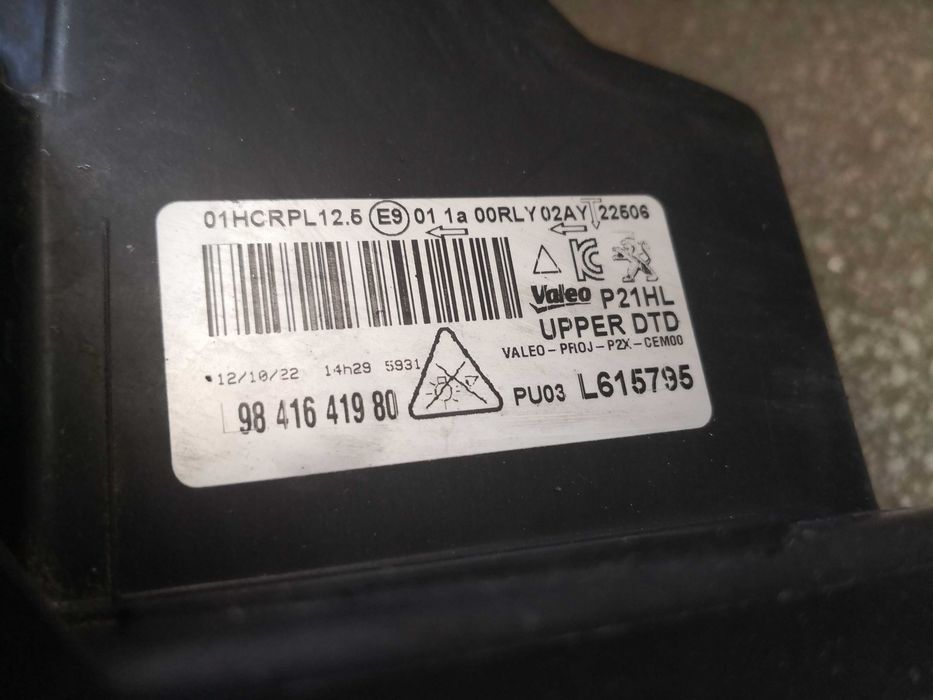 01HCRPL12.5 E9 01 1a 00RLY 02AY 22506
Valeo P21HL
UPPER DTD
VALEO-PROJ-P2X-CEM00
12/10/22 14h29 5931
98 416 419 80
PU03 L615795